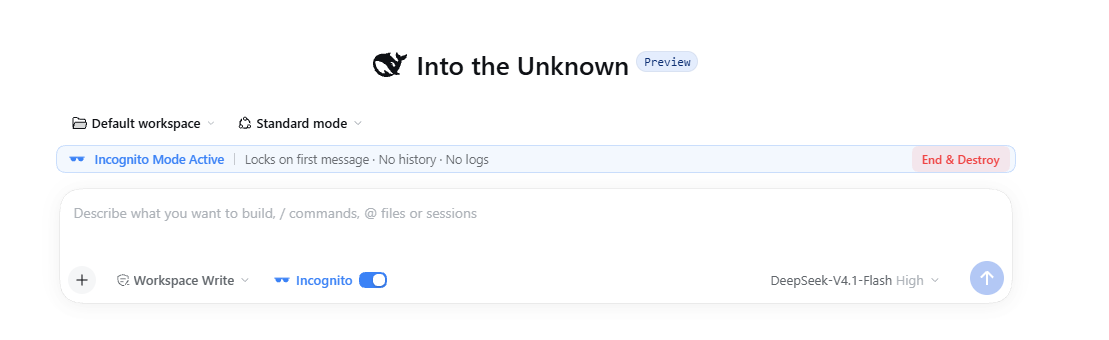 Into the Unknown Preview
Default workspace Standard mode
Incognito Mode Active Locks on first message · No history · No logs End & Destroy
Describe what you want to build, / commands, @ files or sessions
Workspace Write Incognito DeepSeek-V4.1-Flash High